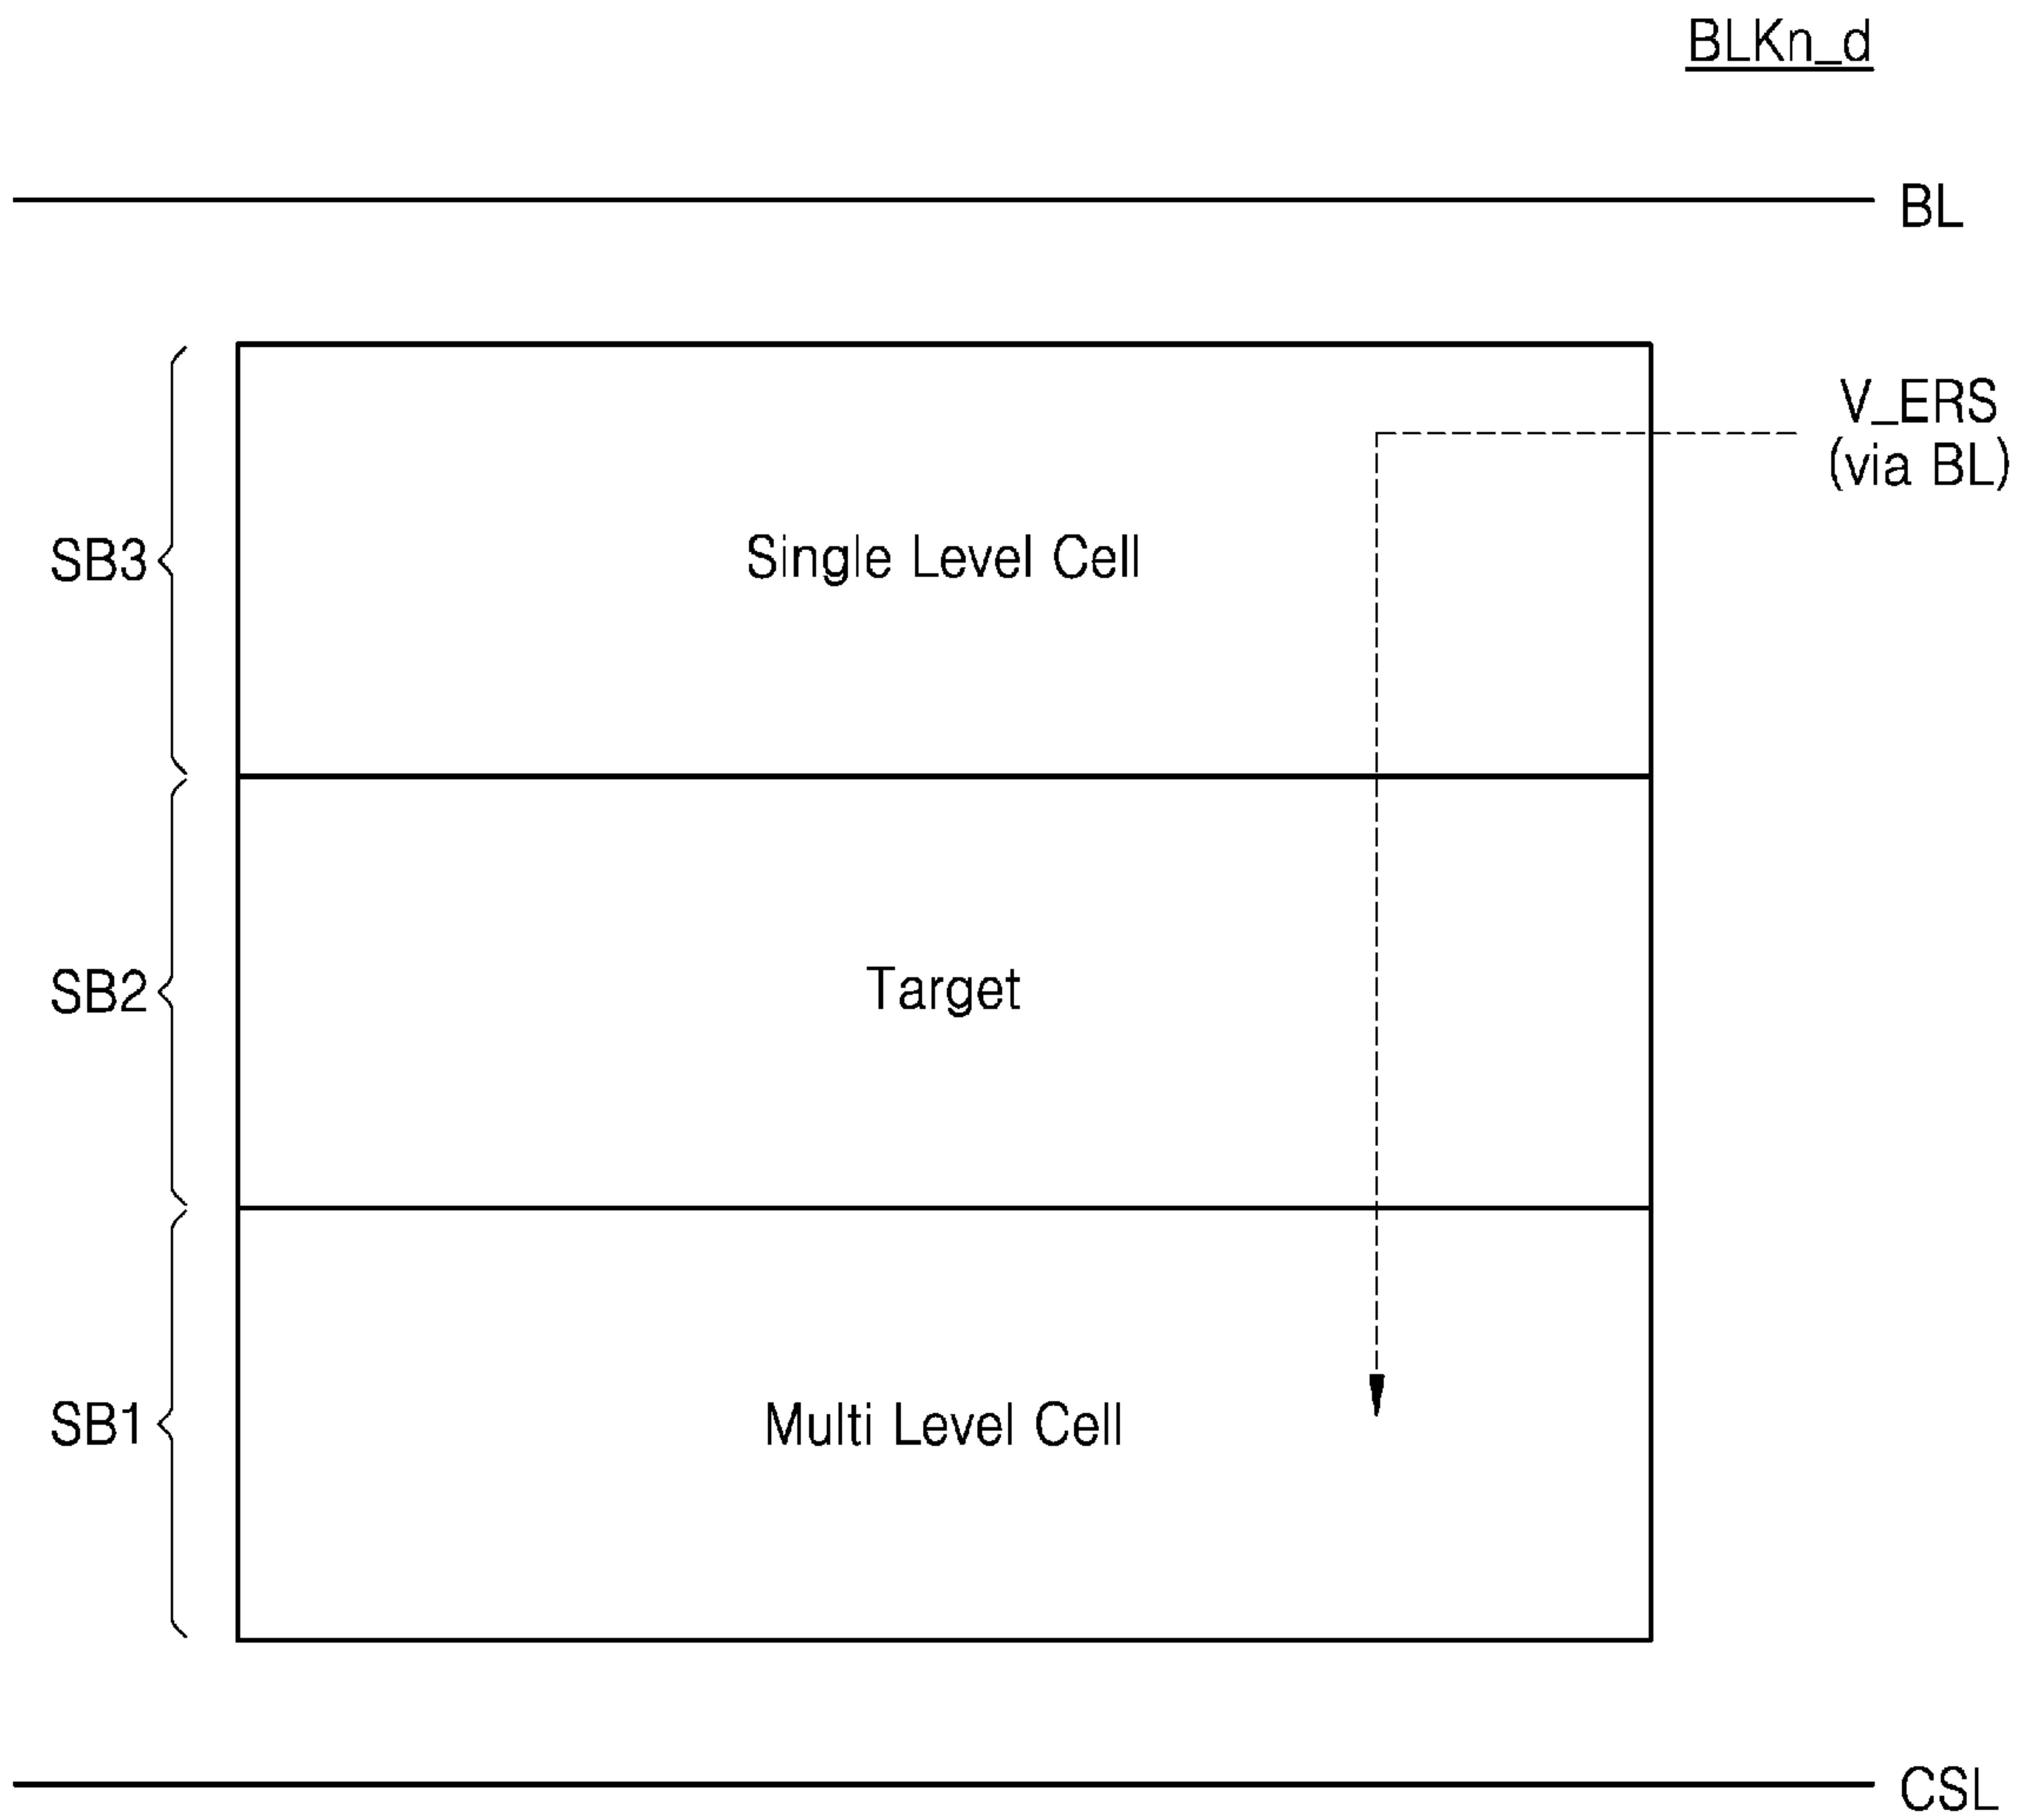 BLKn_d
BL
V_ERS
(via BL)
SB3
Single Level Cell
SB2
Target
SB1
Multi Level Cell
CSL